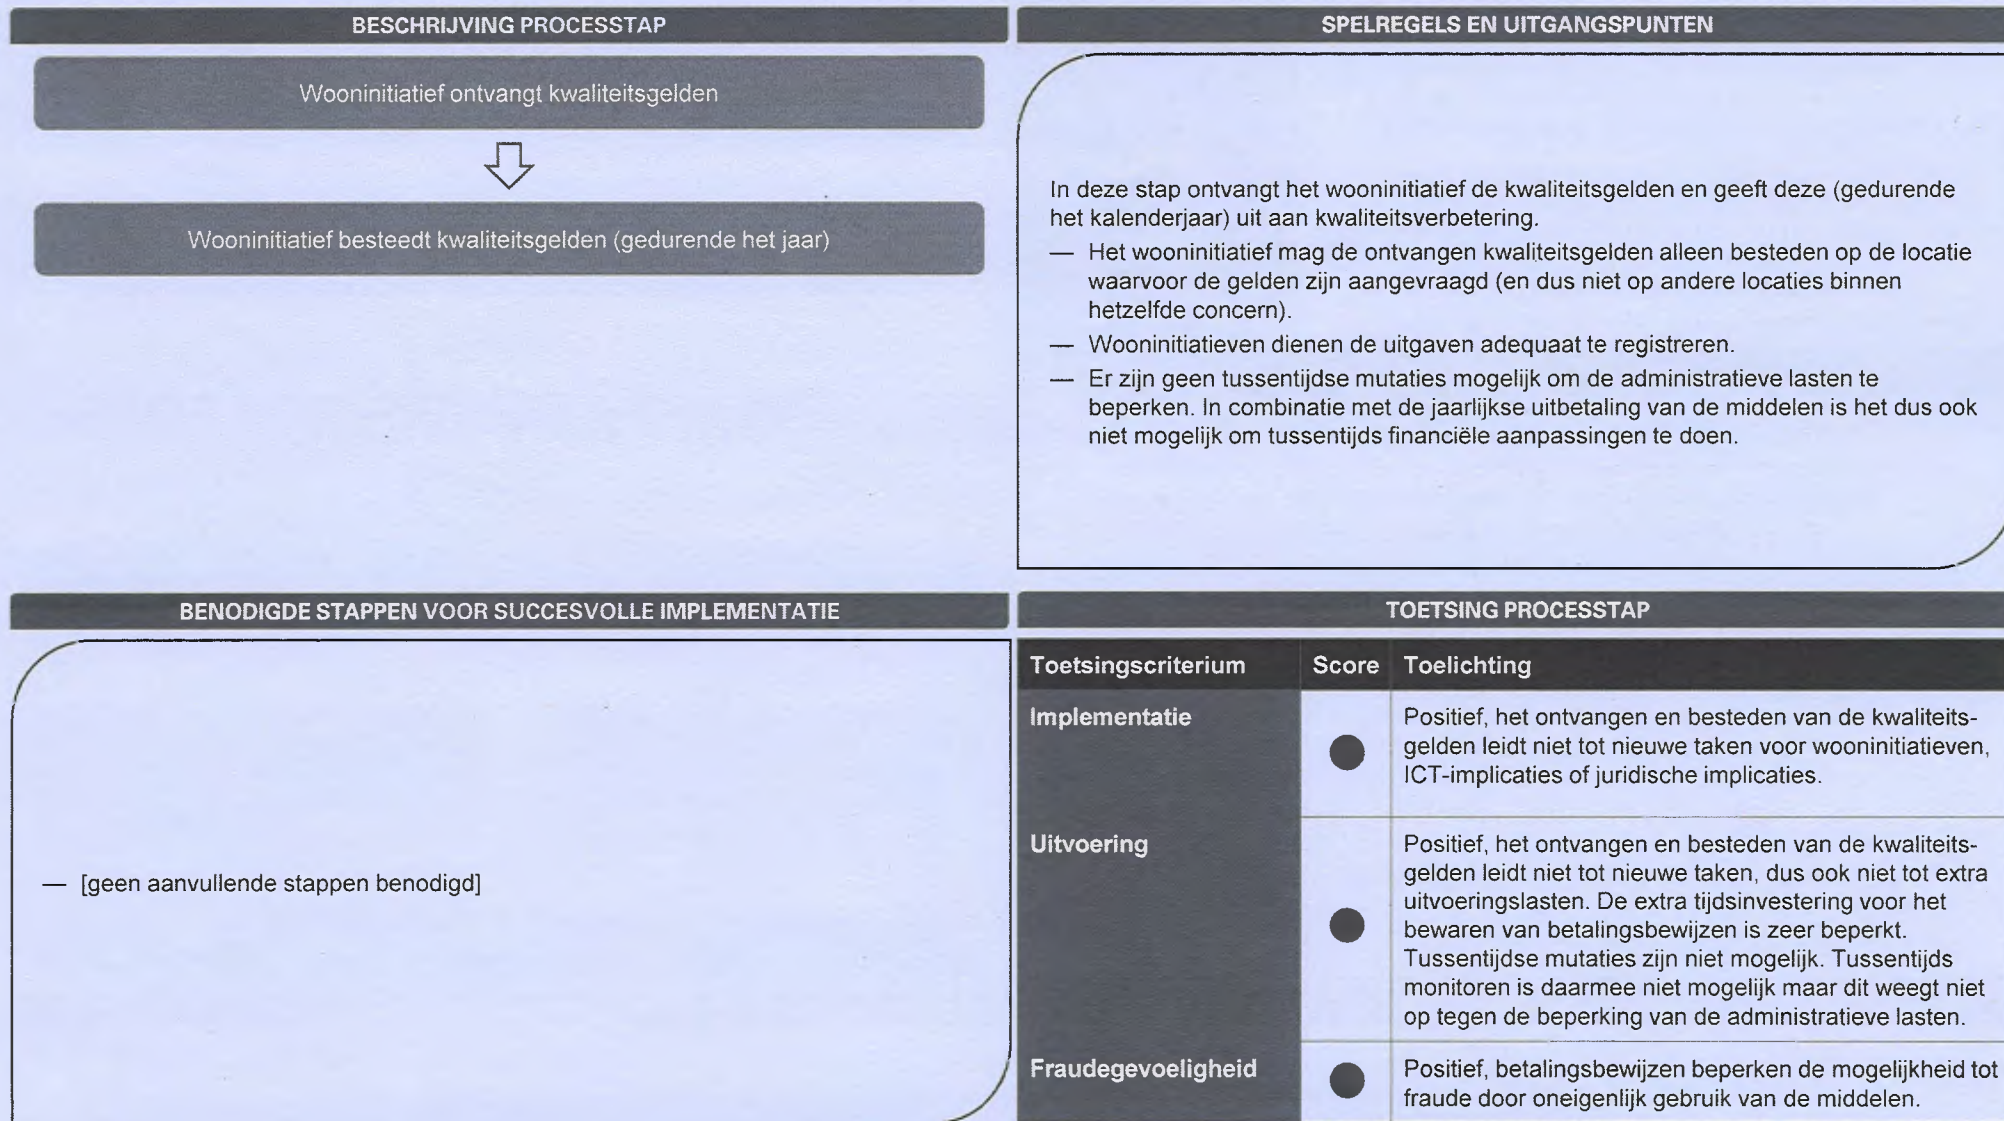 BESCHRIJVING PROCESSTAP
Wooninitiatief ontvangt kwaliteitsgelden
Wooninitiatief besteedt kwaliteitsgelden (gedurende het jaar)
SPELREGELS EN UITGANGSPUNTEN
In deze stap ontvangt het wooninitiatief de kwaliteitsgelden en geeft deze (gedurende
het kalenderjaar) uit aan kwaliteitsverbetering.
— Het wooninitiatief mag de ontvangen kwaliteitsgelden alleen besteden op de locatie
waarvoor de gelden zijn aangevraagd (en dus niet op andere locaties binnen
hetzelfde concern).
— Wooninitiatieven dienen de uitgaven adequaat te registreren.
— Er zijn geen tussentijdse mutaties mogelijk om de administratieve lasten te
beperken. In combinatie met de jaarlijkse uitbetaling van de middelen is het dus ook
niet mogelijk om tussentijds financiële aanpassingen te doen.
BENODIGDE STAPPEN VOOR SUCCESVOLLE IMPLEMENTATIE
— [geen aanvullende stappen benodigd]
TOETSING PROCESSTAP
Toetsingscriterium Score Toelichting
Implementatie
Positief, het ontvangen en besteden van de kwaliteits-
gelden leidt niet tot nieuwe taken voor wooninitiatieven,
ICT-implicaties of juridische implicaties.
Uitvoering
Positief, het ontvangen en besteden van de kwaliteits-
gelden leidt niet tot nieuwe taken, dus ook niet tot extra
uitvoeringslasten. De extra tijdsinvestering voor het
bewaren van betalingsbewijzen is zeer beperkt.
Tussentijdse mutaties zijn niet mogelijk. Tussentijds
monitoren is daarmee niet mogelijk maar dit weegt niet
op tegen de beperking van de administratieve lasten.
Fraudegevoeligheid
Positief, betalingsbewijzen beperken de mogelijkheid tot
fraude door oneigenlijk gebruik van de middelen.